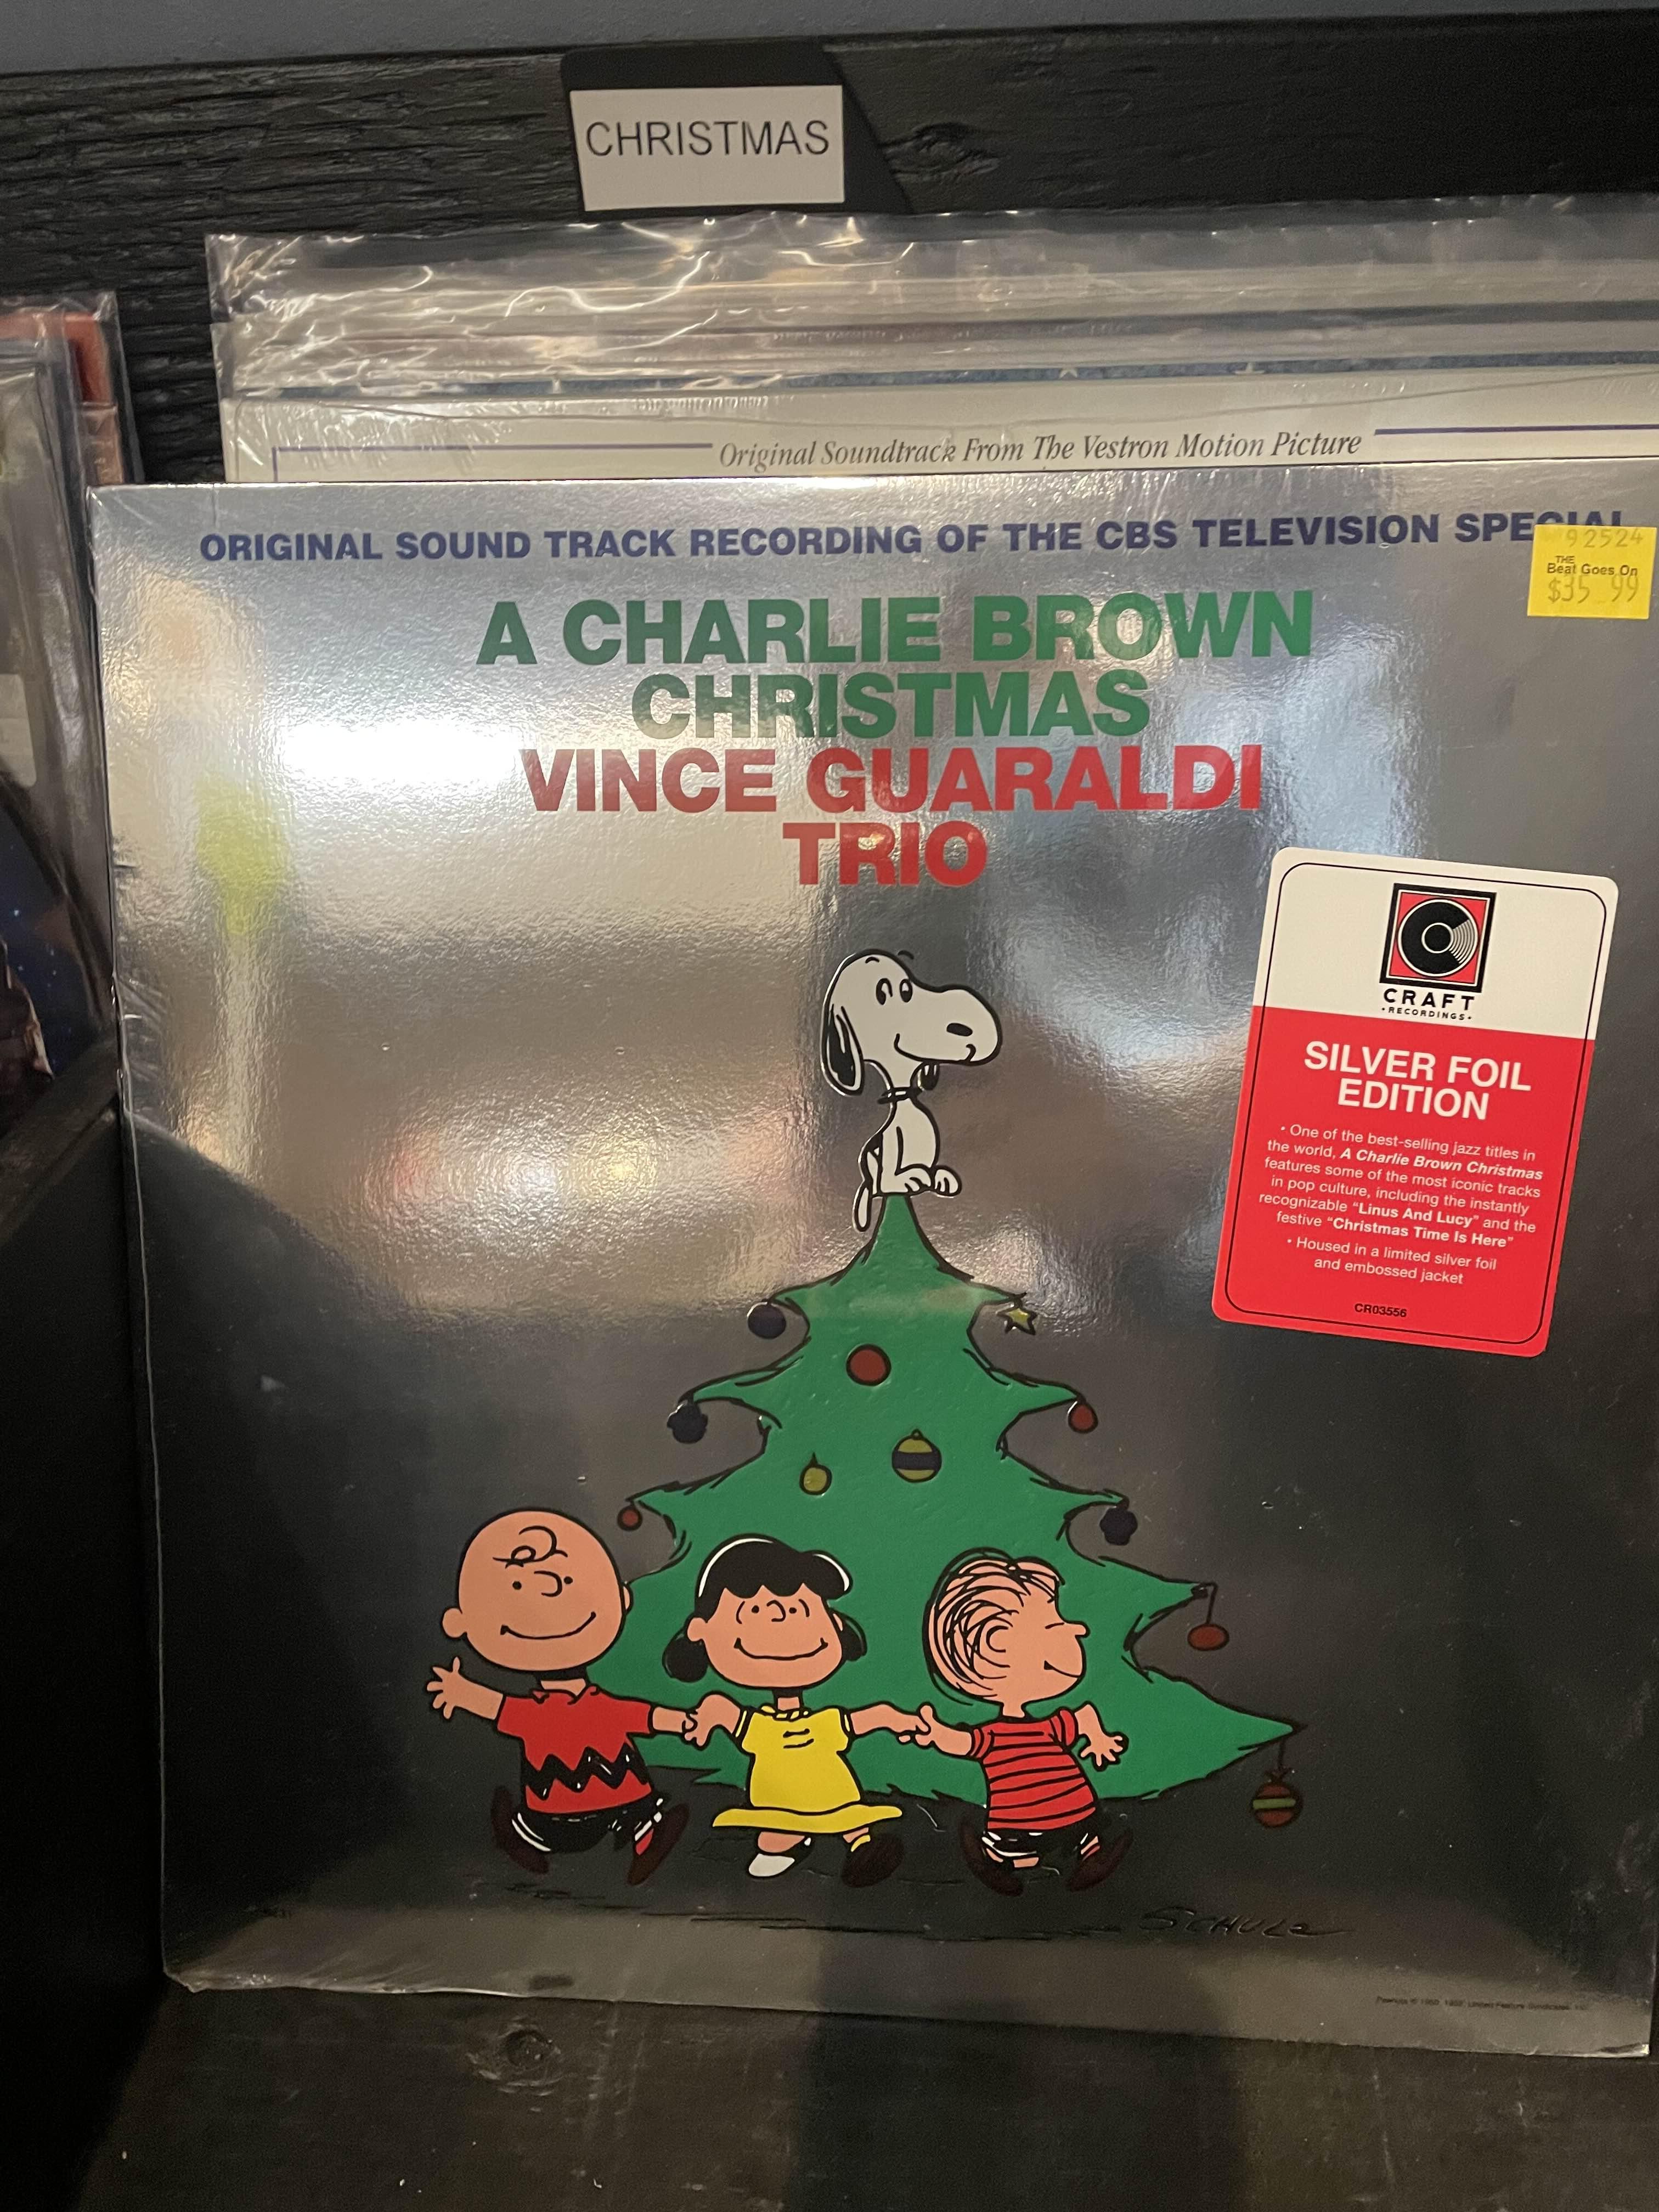 CHRISTMAS
Original Soundtrack From The Vestron Motion Picture
ORIGINAL SOUND TRACK RECORDING OF THE CBS TELEVISION SPECIAL
92524
THE
Beat Goes On
$35 99
A CHARLIE BROWN
CHRISTMAS
VINCE GUARALDI
TRIO
CRAFT
• RECORDINGS •
SILVER FOIL
EDITION
• One of the best-selling jazz titles in
the world, A Charlie Brown Christmas
features some of the most iconic tracks
in pop culture, including the instantly
recognizable "Linus And Lucy" and the
festive "Christmas Time Is Here"
• Housed in a limited silver foil
and embossed jacket
CR03556
SCHULZ